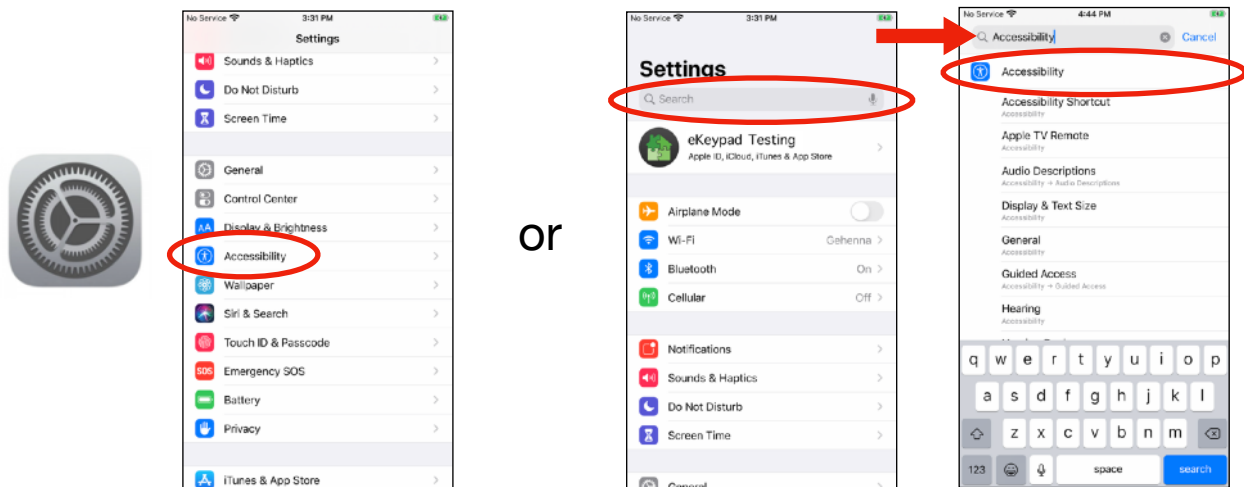 No Service 3:31 PM
Settings
Sounds & Haptics
Do Not Disturb
Screen Time
General
Control Center
AA Display & Brightness
Accessibility
Wallpaper
Siri & Search
Touch ID & Passcode
SOS Emergency SOS
Battery
Privacy
iTunes & App Store
or
No Service 3:31 PM
Settings
Search
eKeypad Testing
Apple ID, iCloud, iTunes & App Store
Airplane Mode
Wi-Fi Gehenna
Bluetooth On
Cellular Off
Notifications
Sounds & Haptics
Do Not Disturb
Screen Time
General
No Service 4:44 PM
Accessibility Cancel
Accessibility
Accessibility Shortcut
Accessibility
Apple TV Remote
Accessibility
Audio Descriptions
Accessibility → Audio Descriptions
Display & Text Size
Accessibility
General
Accessibility
Guided Access
Accessibility → Guided Access
Hearing
Accessibility
q w e r t y u i o p
a s d f g h j k l
z x c v b n m
123 space search